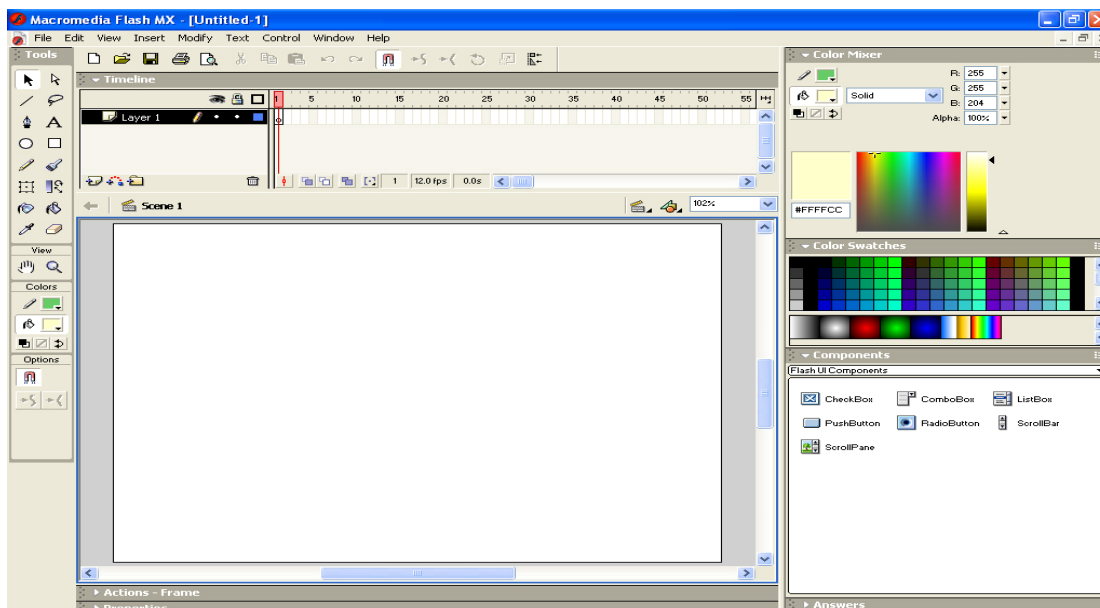 Macromedia Flash MX - [Untitled-1]
File Edit View Insert Modify Text Control Window Help
Tools
Timeline
1 5 10 15 20 25 30 35 40 45 50 55
Layer 1
1 12.0 fps 0.0s
Scene 1
102%
A
View
Colors
Options
Actions - Frame
Properties
Color Mixer
R: 255
Solid
G: 255
B: 204
Alpha: 100%
#FFFFCC
Color Swatches
Components
Flash UI Components
CheckBox ComboBox ListBox
PushButton RadioButton ScrollBar
ScrollPane
Answers